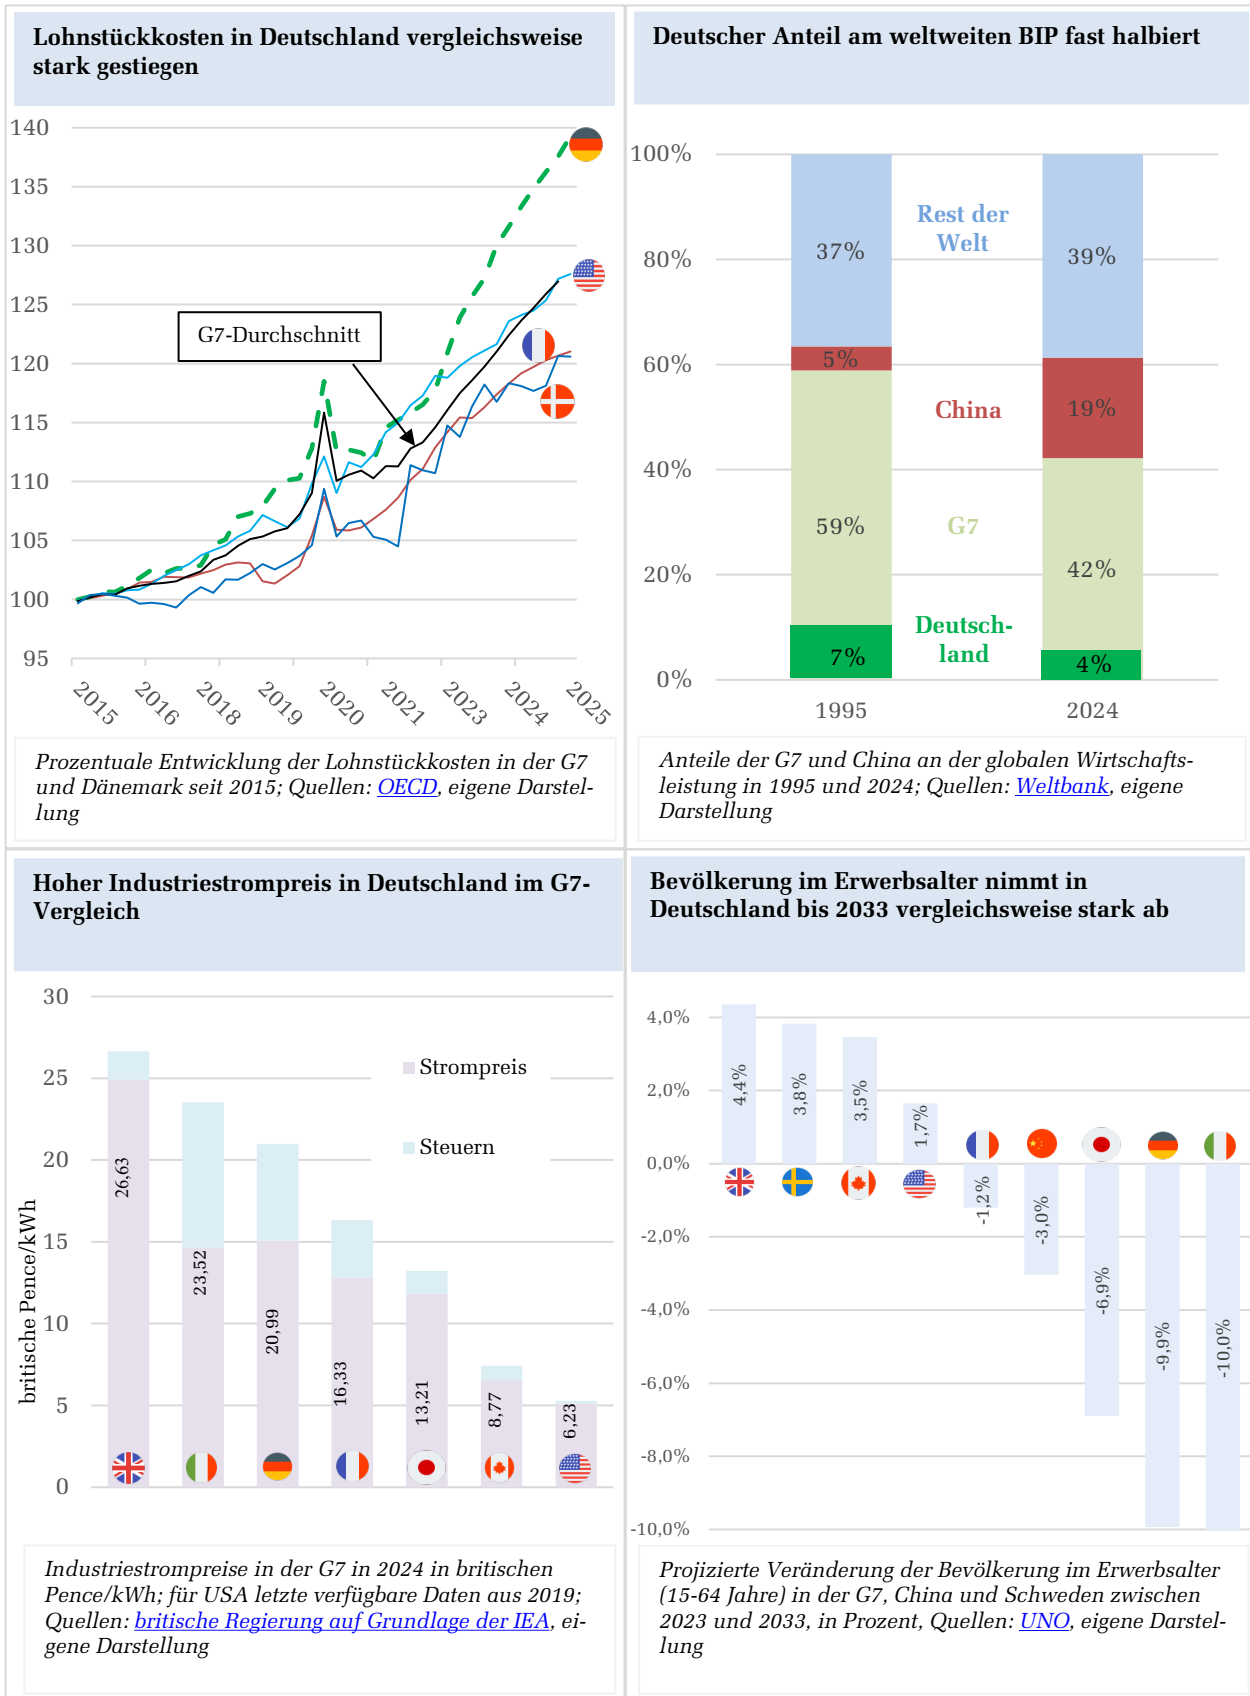 Lohnstückkosten in Deutschland vergleichsweise
stark gestiegen
140
135
130
125
120
115
110
105
100
95
G7-Durchschnitt
2015
2016
2018
2019
2020
2021
2023
2024
2025
Prozentuale Entwicklung der Lohnstückkosten in der G7
und Dänemark seit 2015; Quellen: OECD, eigene Darstel-
lung
Deutscher Anteil am weltweiten BIP fast halbiert
100%
80%
60%
40%
20%
0%
37%
5%
59%
7%
Rest der
Welt
China
G7
Deutsch-
land
39%
19%
42%
4%
1995
2024
Anteile der G7 und China an der globalen Wirtschafts-
leistung in 1995 und 2024; Quellen: Weltbank, eigene
Darstellung
Hoher Industriestrompreis in Deutschland im G7-
Vergleich
britische Pence/kWh
30
25
20
15
10
5
0
Strompreis
Steuern
26,63
23,52
20,99
16,33
13,21
8,77
6,23
Industriestrompreise in der G7 in 2024 in britischen
Pence/kWh; für USA letzte verfügbare Daten aus 2019;
Quellen: britische Regierung auf Grundlage der IEA, ei-
gene Darstellung
Bevölkerung im Erwerbsalter nimmt in
Deutschland bis 2033 vergleichsweise stark ab
4,0%
2,0%
0,0%
-2,0%
-4,0%
-6,0%
-8,0%
-10,0%
4,4%
3,8%
3,5%
1,7%
-1,2%
-3,0%
-6,9%
-9,9%
-10,0%
Projizierte Veränderung der Bevölkerung im Erwerbsalter
(15-64 Jahre) in der G7, China und Schweden zwischen
2023 und 2033, in Prozent, Quellen: UNO, eigene Darstel-
lung